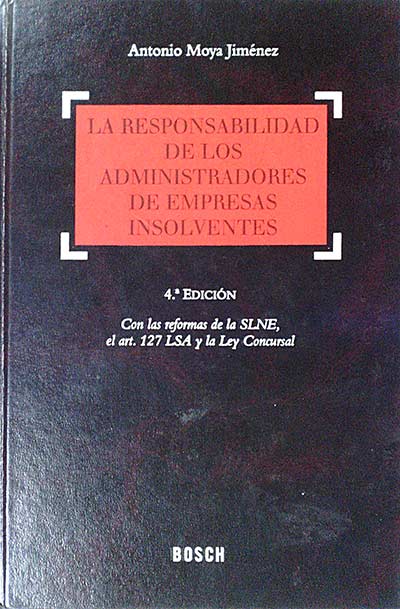 Antonio Moya Jiménez
LA RESPONSABILIDAD
DE LOS
ADMINISTRADORES
DE EMPRESAS
INSOLVENTES
4.ª EDICIÓN
Con las reformas de la SLNE,
el art. 127 LSA y la Ley Concursal
BOSCH